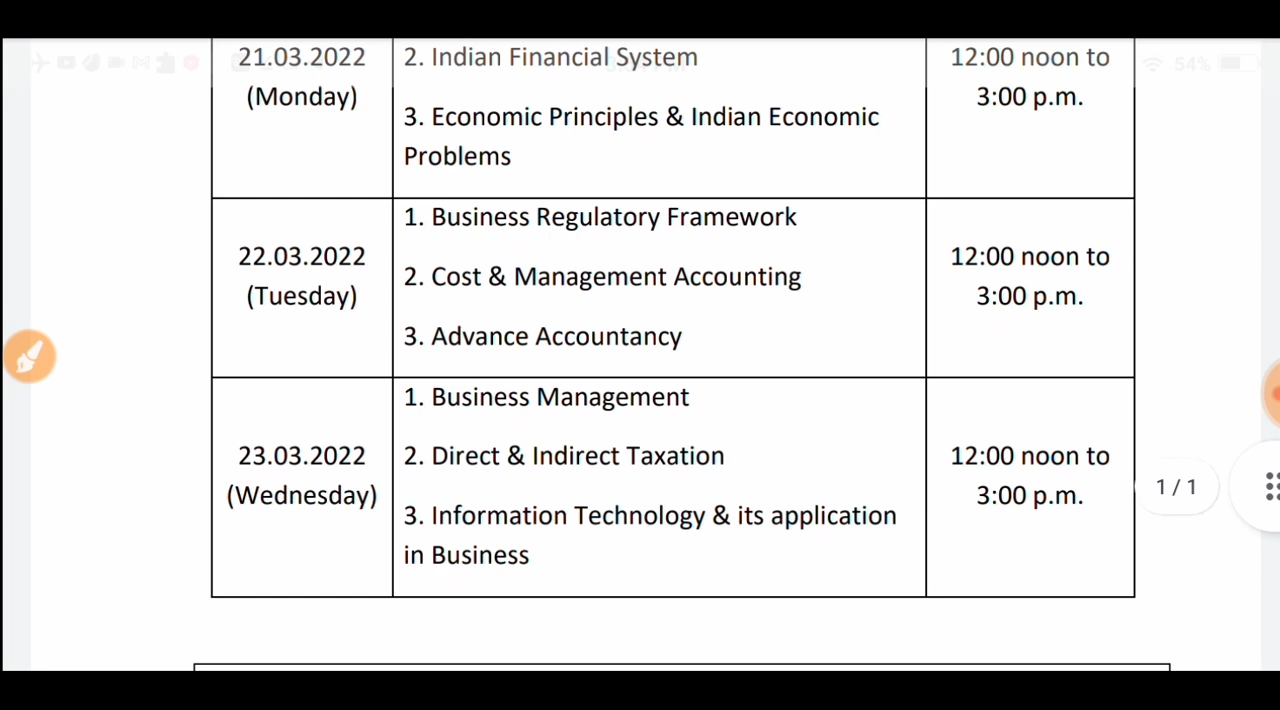 21.03.2022
(Monday)
2. Indian Financial System
3. Economic Principles & Indian Economic
Problems
12:00 noon to
3:00 p.m.
22.03.2022
(Tuesday)
1. Business Regulatory Framework
2. Cost & Management Accounting
3. Advance Accountancy
12:00 noon to
3:00 p.m.
23.03.2022
(Wednesday)
1. Business Management
2. Direct & Indirect Taxation
3. Information Technology & its application
in Business
12:00 noon to
3:00 p.m.
54%
1 / 1